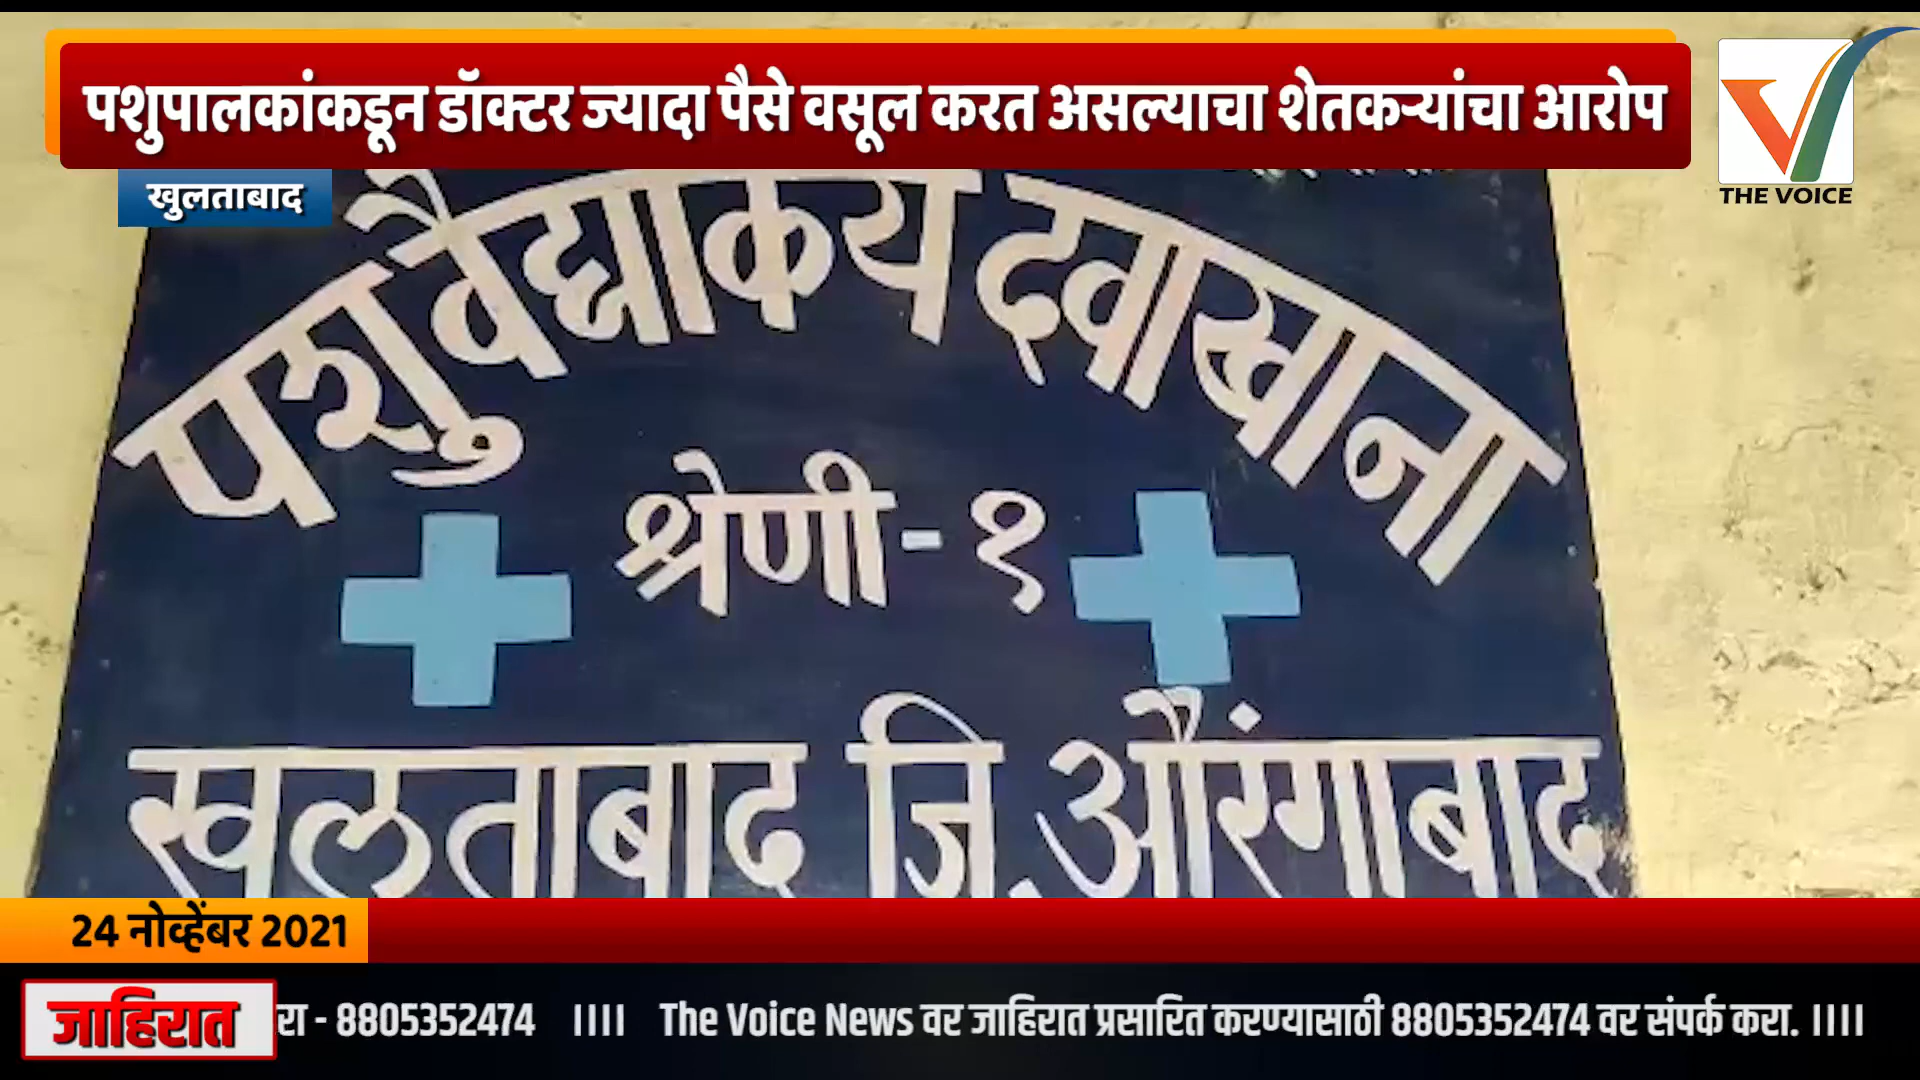 पशुपालकांकडून डॉक्टर ज्यादा पैसे वसूल करत असल्याचा शेतकऱ्यांचा आरोप
THE VOICE
खुलताबाद
पशुवैद्यकिय दवाखाना
श्रेणी-१
खुलताबाद जि.औरंगाबाद
24 नोव्हेंबर 2021
जाहिरात
रा - 8805352474 IIII The Voice News वर जाहिरात प्रसारित करण्यासाठी 8805352474 वर संपर्क करा. IIII